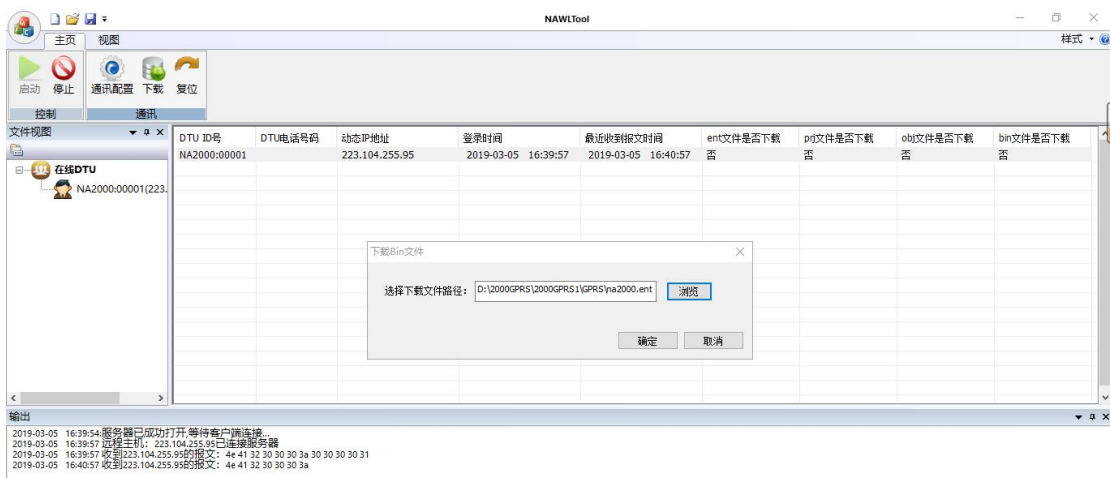 NAWLTool
主页 视图 样式
启动 停止 通讯配置 下载 复位
控制 通讯
文件视图
在线DTU
NA2000:00001(223.
DTU ID号 DTU电话号码 动态IP地址 登录时间 最近收到报文时间 ent文件是否下载 prj文件是否下载 obj文件是否下载 bin文件是否下载
NA2000:00001 223.104.255.95 2019-03-05 16:39:57 2019-03-05 16:40:57 否 否 否 否
下载Bin文件
选择下载文件路径： D:\2000GPRS\2000GPRS1\GPRS\na2000.ent 浏览
确定 取消
输出
2019-03-05 16:39:54:服务器已成功打开,等待客户端连接...
2019-03-05 16:39:57 远程主机：223.104.255.95已连接服务器
2019-03-05 16:39:57 收到223.104.255.95的报文：4e 41 32 30 30 30 3a 30 30 30 30 31
2019-03-05 16:40:57 收到223.104.255.95的报文：4e 41 32 30 30 30 3a